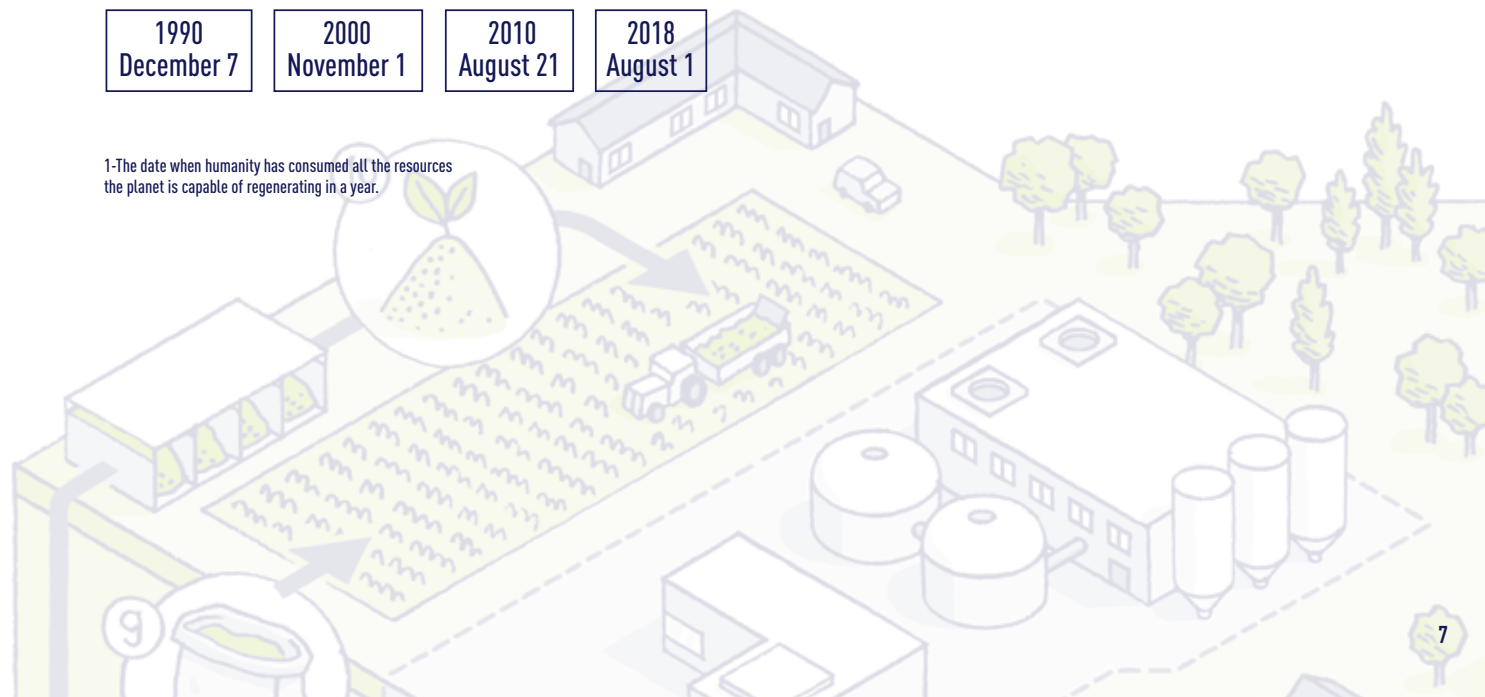 1990
December 7
2000
November 1
2010
August 21
2018
August 1
1-The date when humanity has consumed all the resources
the planet is capable of regenerating in a year.
10
9
7